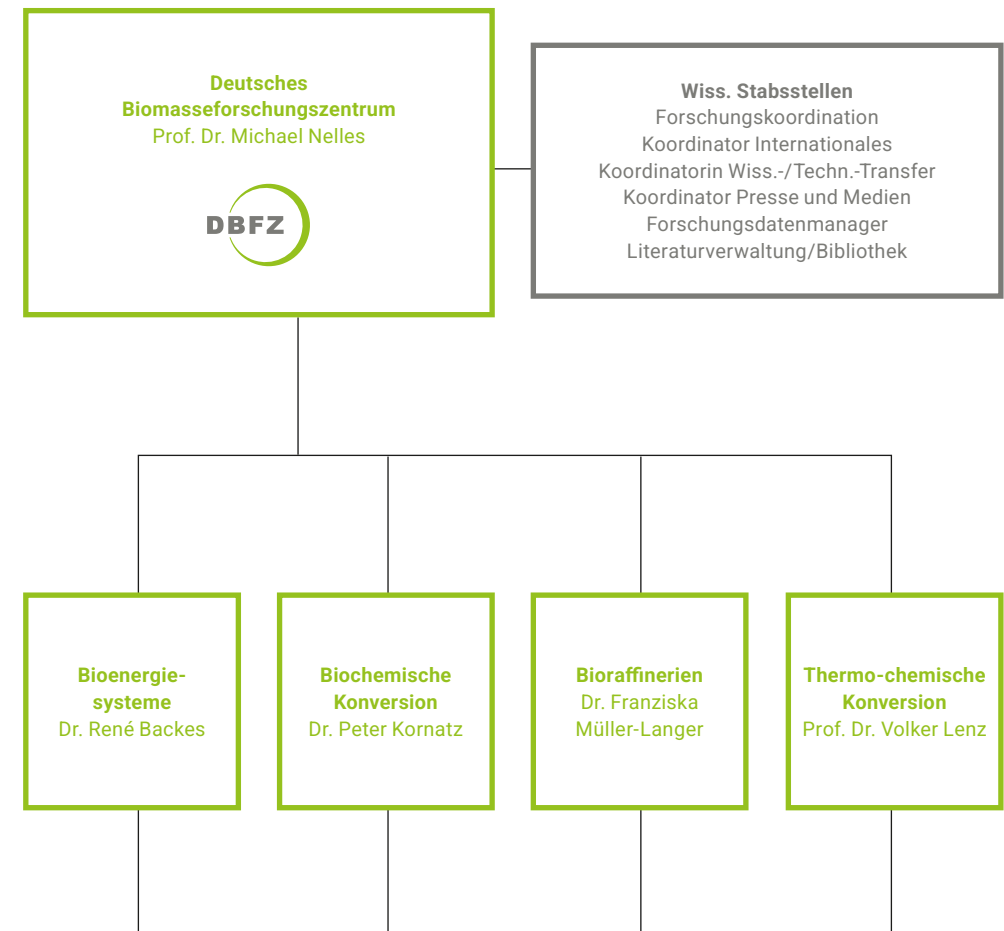 Deutsches
Biomasseforschungszentrum
Prof. Dr. Michael Nelles
DBFZ
Wiss. Stabsstellen
Forschungskoordination
Koordinator Internationales
Koordinatorin Wiss.-/Techn.-Transfer
Koordinator Presse und Medien
Forschungsdatenmanager
Literaturverwaltung/Bibliothek
Bioenergie-
systeme
Dr. René Backes
Biochemische
Konversion
Dr. Peter Kornatz
Bioraffinerien
Dr. Franziska
Müller-Langer
Thermo-chemische
Konversion
Prof. Dr. Volker Lenz